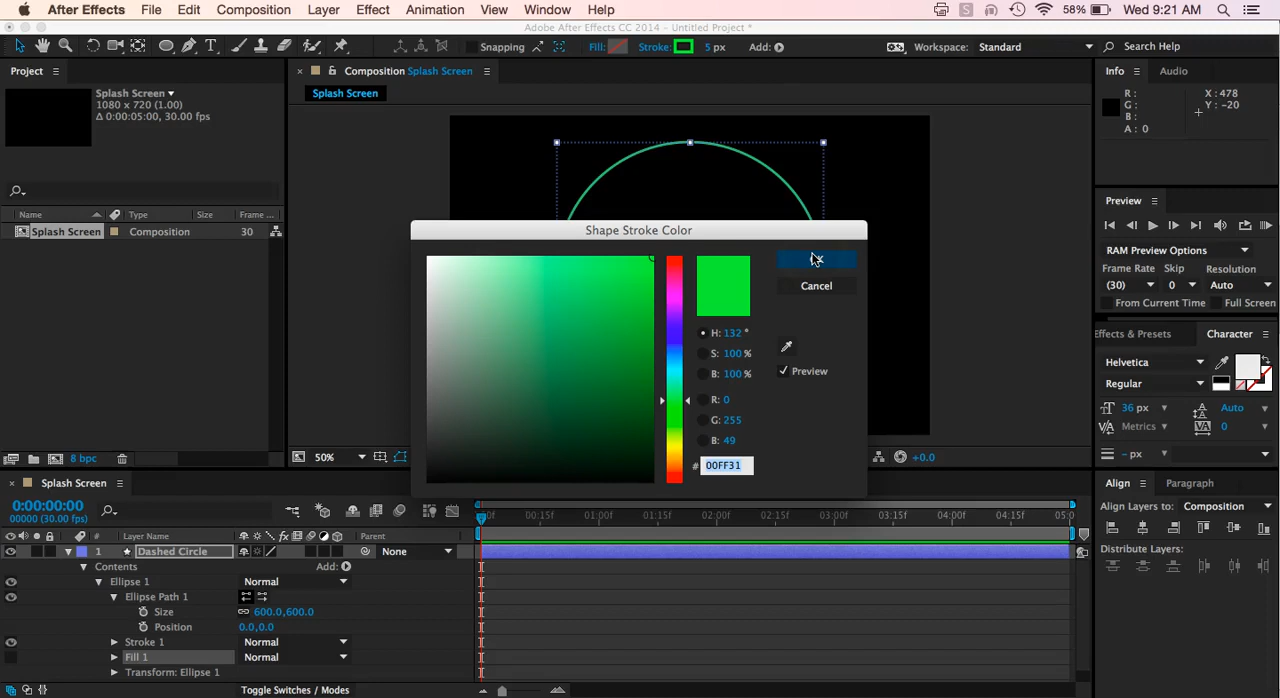 After Effects File Edit Composition Layer Effect Animation View Window Help 58% Wed 9:21 AM
Adobe After Effects CC 2014 - Untitled Project *
Snapping Fill: Stroke: 5 px Add: Workspace: Standard Search Help
Project
Composition Splash Screen
Info Audio
Splash Screen
Splash Screen
1080 x 720 (1.00)
Δ 0:00:05:00, 30.00 fps
R:
G:
B:
A: 0
X: 478
Y: -20
Preview
Name Type Size Frame ...
Splash Screen Composition 30
RAM Preview Options
Frame Rate Skip Resolution
(30) 0 Auto
From Current Time Full Screen
Shape Stroke Color
Cancel
H: 132 °
S: 100 %
B: 100 %
Preview
R: 0
G: 255
B: 49
# 00FF31
Effects & Presets Character
Helvetica
Regular
36 px Auto
Metrics 0
- px
8 bpc
50%
+0.0
Splash Screen
Align Paragraph
Align Layers to: Composition
Distribute Layers:
0:00:00:00
00000 (30.00 fps)
00:15f 01:00f 01:15f 02:00f 02:15f 03:00f 03:15f 04:00f 04:15f 05:0
# Layer Name Parent
1 Dashed Circle None
Contents Add:
Ellipse 1 Normal
Ellipse Path 1
Size 600.0,600.0
Position 0.0,0.0
Stroke 1 Normal
Fill 1 Normal
Transform: Ellipse 1
Toggle Switches / Modes